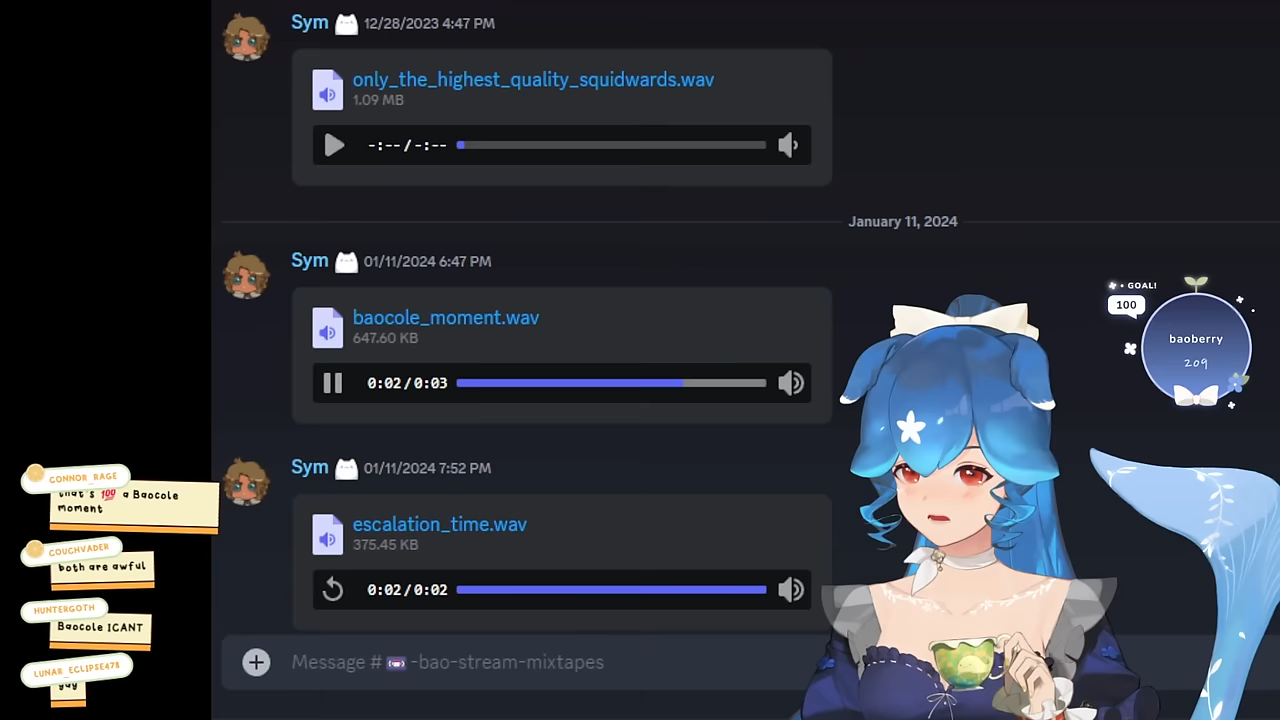 Sym 12/28/2023 4:47 PM
only_the_highest_quality_squidwards.wav
1.09 MB
-:--/-:--
January 11, 2024
Sym 01/11/2024 6:47 PM
baocole_moment.wav
647.60 KB
0:02/0:03
Sym 01/11/2024 7:52 PM
escalation_time.wav
375.45 KB
0:02/0:02
Message # -bao-stream-mixtapes
CONNOR_RAGE
that's 100 a Baocole
moment
COUCHVADER
both are awful
HUNTERGOTH
Baocole ICANT
LUNAR_ECLIPSE478
• GOAL!
100
baoberry
209